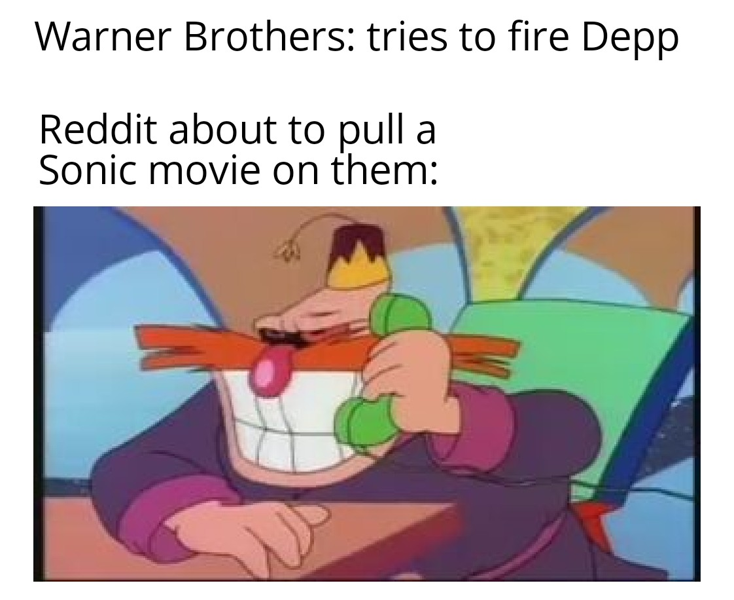 Warner Brothers: tries to fire Depp
Reddit about to pull a
Sonic movie on them: